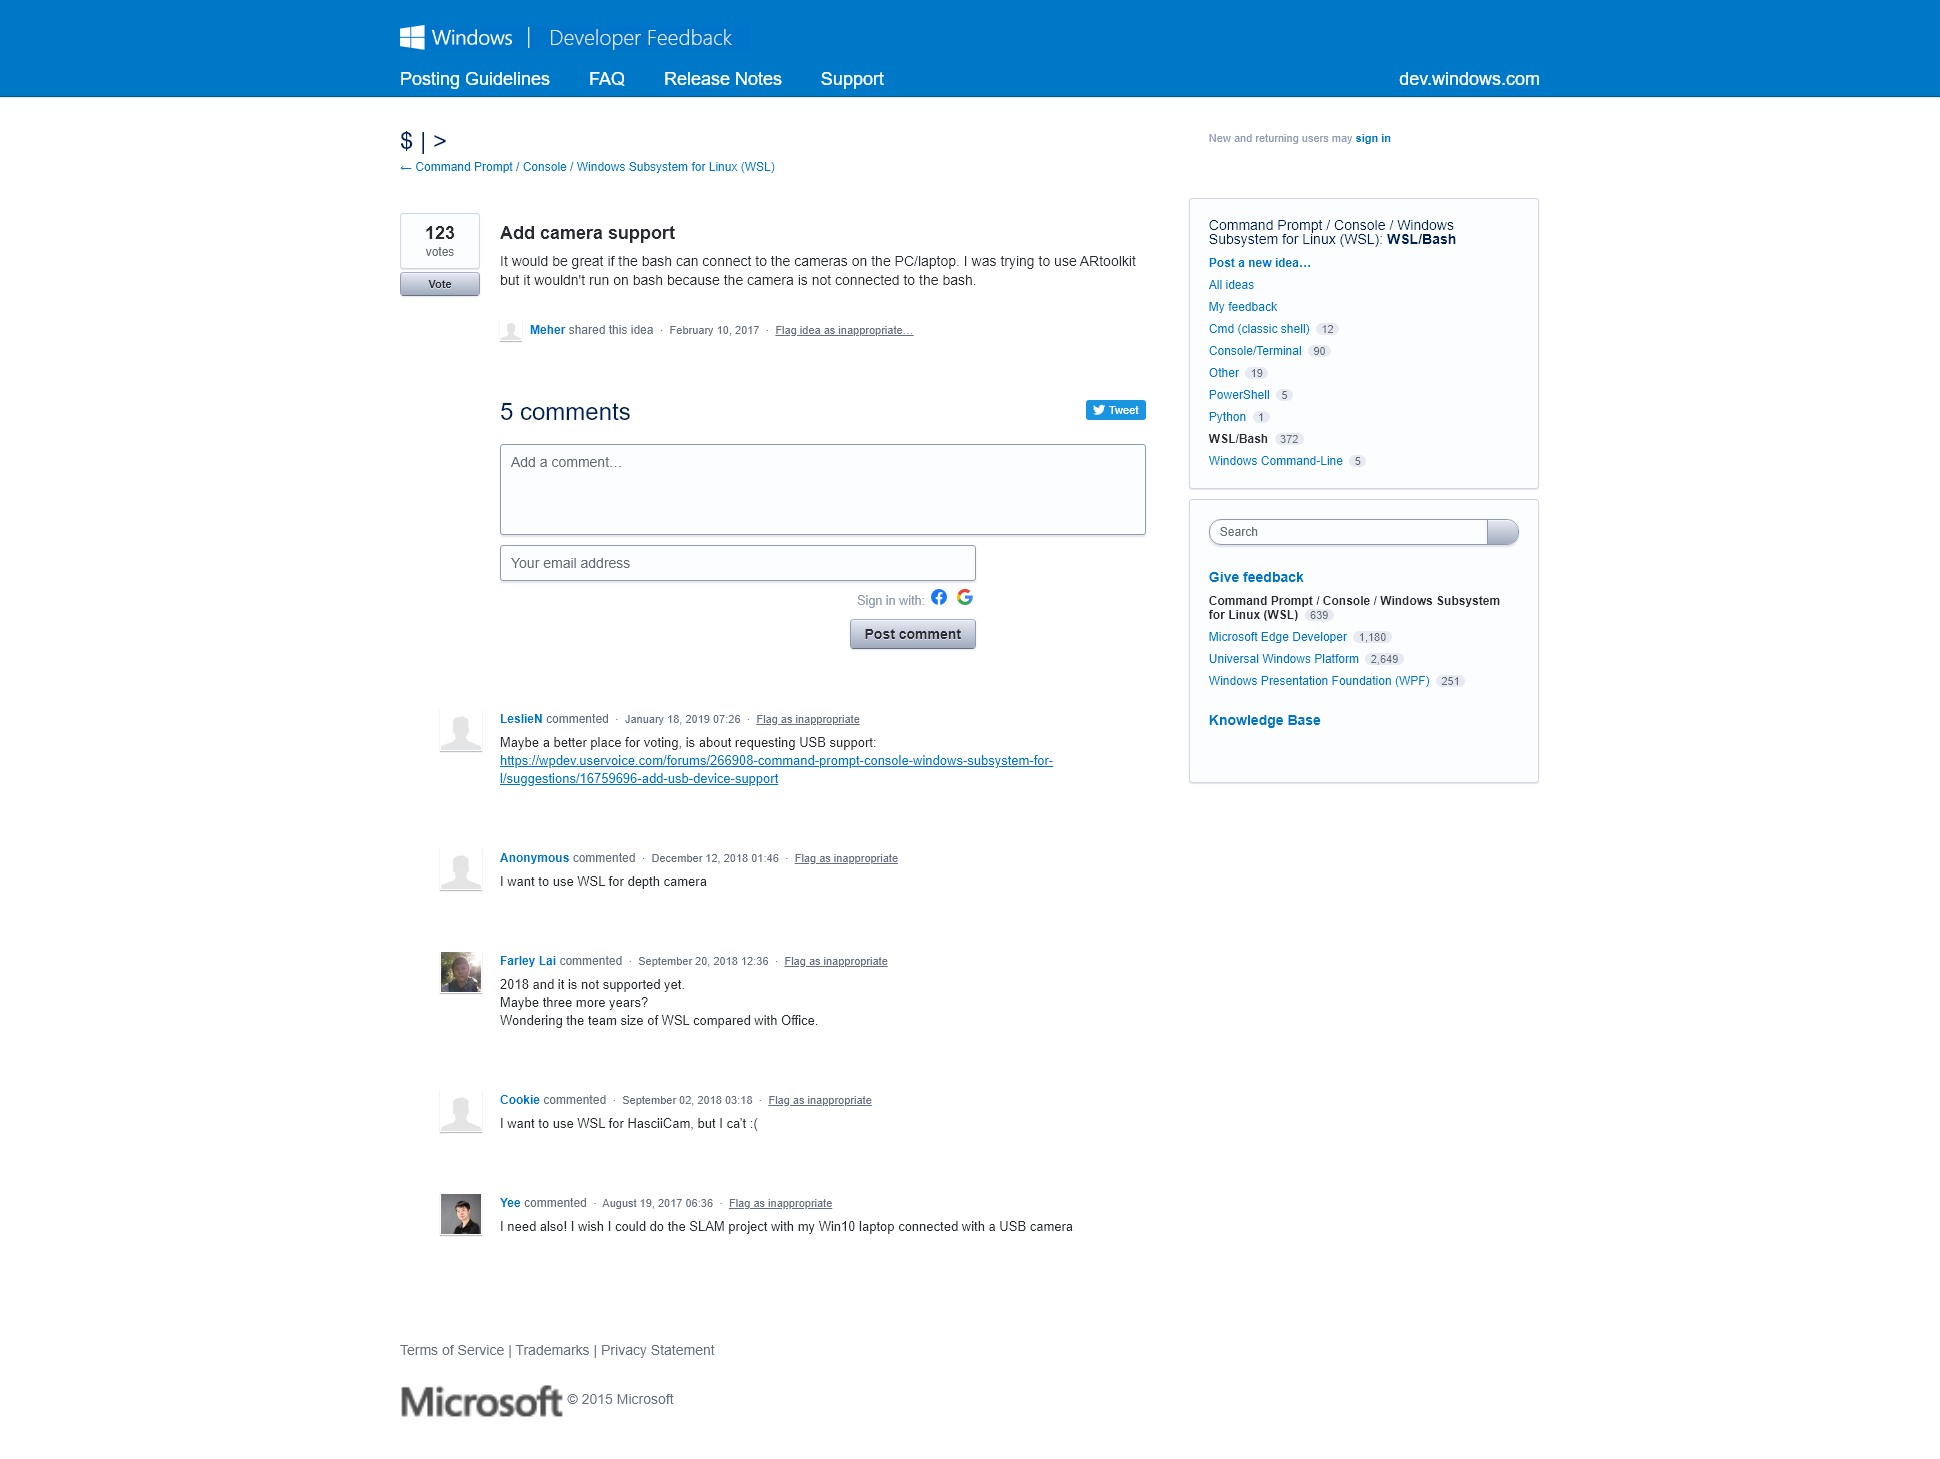 Windows | Developer Feedback
Posting Guidelines FAQ Release Notes Support dev.windows.com
$ | >
← Command Prompt / Console / Windows Subsystem for Linux (WSL)
New and returning users may sign in
123
votes
Vote
Add camera support
It would be great if the bash can connect to the cameras on the PC/laptop. I was trying to use ARtoolkit
but it wouldn't run on bash because the camera is not connected to the bash.
Meher shared this idea · February 10, 2017 · Flag idea as inappropriate…
5 comments
Tweet
Add a comment…
Your email address
Sign in with:
Post comment
LeslieN commented · January 18, 2019 07:26 · Flag as inappropriate
Maybe a better place for voting, is about requesting USB support:
https://wpdev.uservoice.com/forums/266908-command-prompt-console-windows-subsystem-for-
l/suggestions/16759696-add-usb-device-support
Anonymous commented · December 12, 2018 01:46 · Flag as inappropriate
I want to use WSL for depth camera
Farley Lai commented · September 20, 2018 12:36 · Flag as inappropriate
2018 and it is not supported yet.
Maybe three more years?
Wondering the team size of WSL compared with Office.
Cookie commented · September 02, 2018 03:18 · Flag as inappropriate
I want to use WSL for HasciiCam, but I ca't :(
Yee commented · August 19, 2017 06:36 · Flag as inappropriate
I need also! I wish I could do the SLAM project with my Win10 laptop connected with a USB camera
Command Prompt / Console / Windows
Subsystem for Linux (WSL): WSL/Bash
Post a new idea…
All ideas
My feedback
Cmd (classic shell) 12
Console/Terminal 90
Other 19
PowerShell 5
Python 1
WSL/Bash 372
Windows Command-Line 5
Search
Give feedback
Command Prompt / Console / Windows Subsystem
for Linux (WSL) 639
Microsoft Edge Developer 1,180
Universal Windows Platform 2,649
Windows Presentation Foundation (WPF) 251
Knowledge Base
Terms of Service | Trademarks | Privacy Statement
Microsoft © 2015 Microsoft